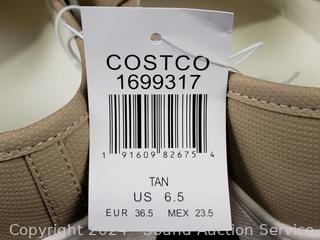 COSTCO
1699317
1 91609 82675 4
TAN
US 6.5
EUR 36.5 MEX 23.5
Copyright 2024 Sound Auction Service